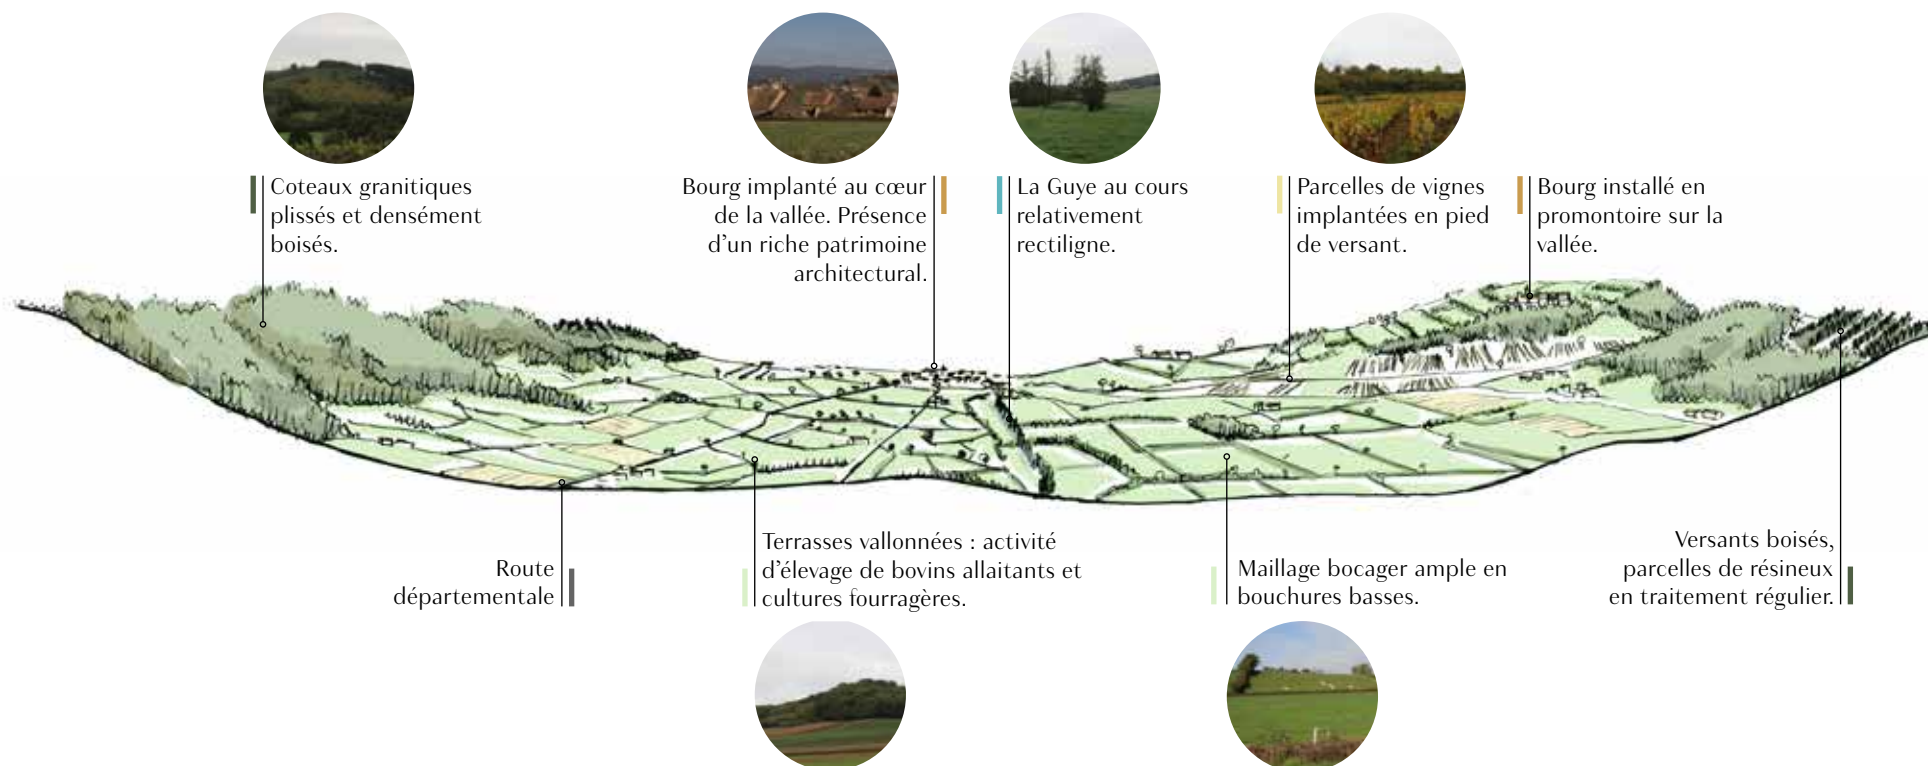 Coteaux granitiques
plissés et densément
boisés.
Bourg implanté au cœur
de la vallée. Présence
d’un riche patrimoine
architectural.
La Guye au cours
relativement
rectiligne.
Parcelles de vignes
implantées en pied
de versant.
Bourg installé en
promontoire sur la
vallée.
Route
départementale
Terrasses vallonnées : activité
d’élevage de bovins allaitants et
cultures fourragères.
Maillage bocager ample en
bouchures basses.
Versants boisés,
parcelles de résineux
en traitement régulier.